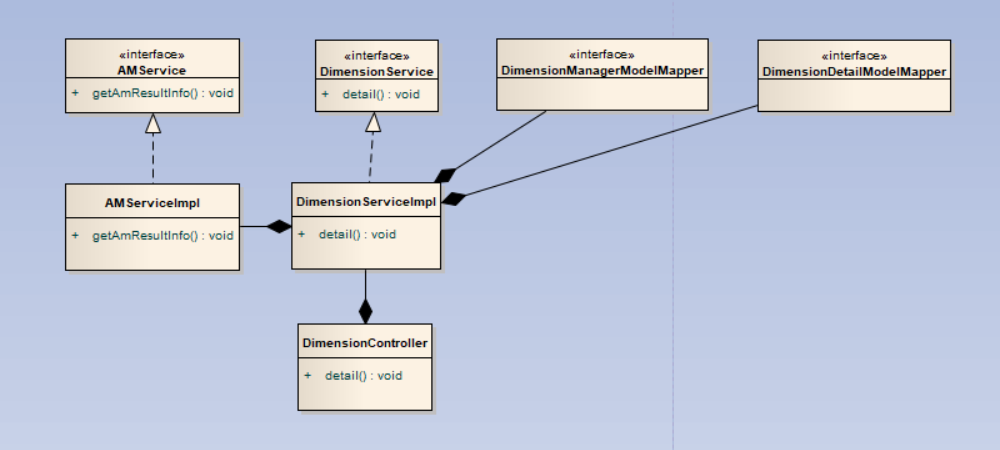 «interface»
AMService
+ getAmResultInfo() : void
«interface»
DimensionService
+ detail() : void
«interface»
DimensionManagerModelMapper
«interface»
DimensionDetailModelMapper
AMServiceImpl
+ getAmResultInfo() : void
DimensionServiceImpl
+ detail() : void
DimensionController
+ detail() : void